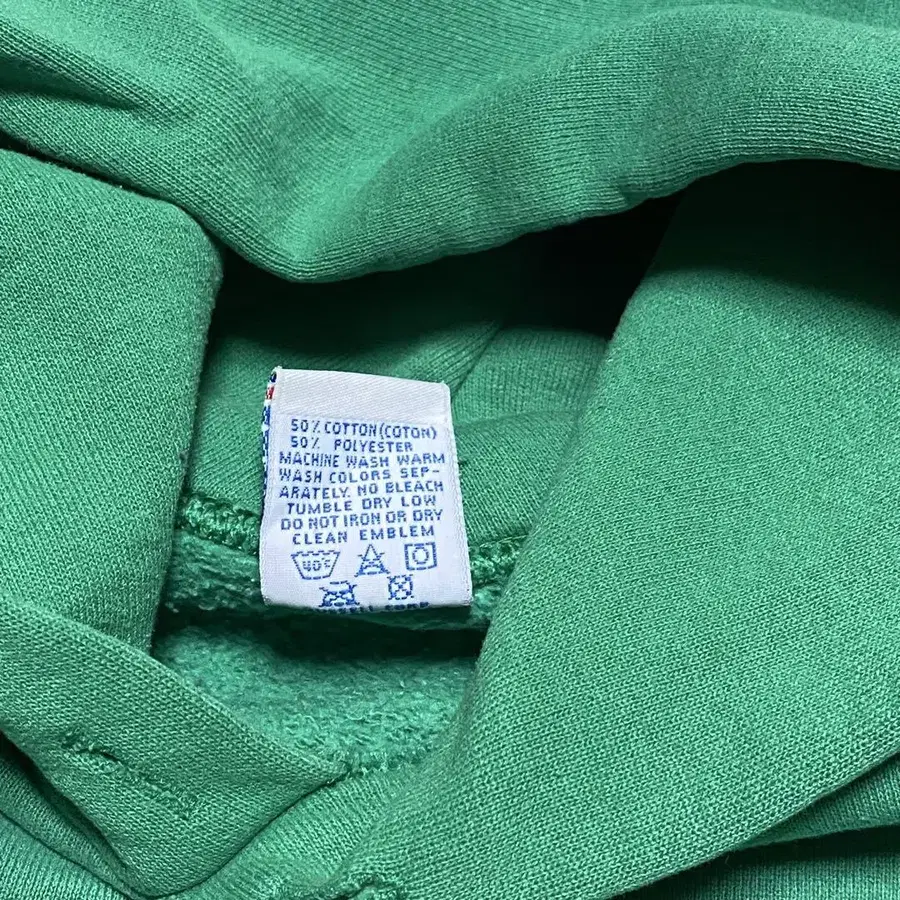 50% COTTON (COTON)
50% POLYESTER
MACHINE WASH WARM
WASH COLORS SEP-
ARATELY. NO BLEACH
TUMBLE DRY LOW
DO NOT IRON OR DRY
CLEAN EMBLEM
40°C
CORP